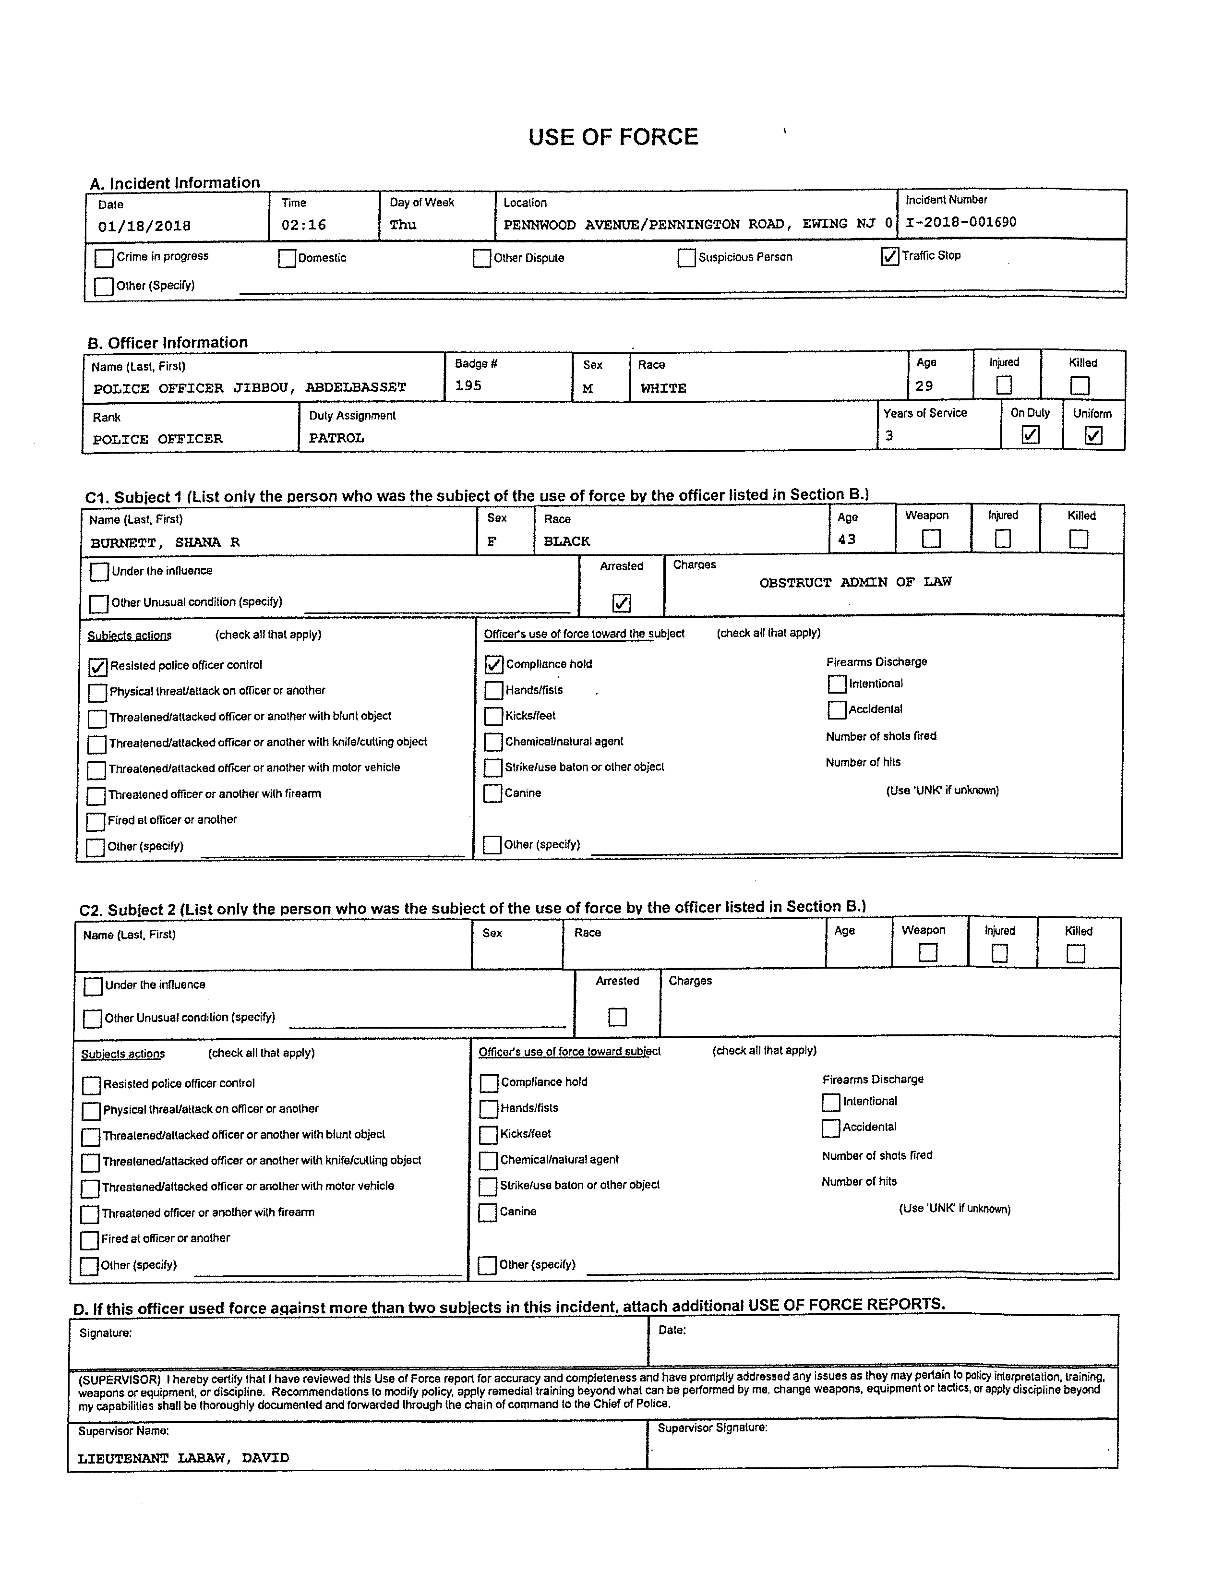 USE OF FORCE
A. Incident Information
Date Time Day of Week Location Incident Number
01/18/2018 02:16 Thu PENNWOOD AVENUE/PENNINGTON ROAD, EWING NJ 0 I-2018-001690
Crime in progress Domestic Other Dispute Suspicious Person Traffic Stop
Other (Specify)
B. Officer Information
Name (Last, First) Badge # Sex Race Age Injured Killed
POLICE OFFICER JIBBOU, ABDELBASSET 195 M WHITE 29
Rank Duty Assignment Years of Service On Duty Uniform
POLICE OFFICER PATROL 3
C1. Subject 1 (List only the person who was the subject of the use of force by the officer listed in Section B.)
Name (Last, First) Sex Race Age Weapon Injured Killed
BURNETT, SHANA R F BLACK 43
Under the influence Arrested Charges
OBSTRUCT ADMIN OF LAW
Other Unusual condition (specify)
Subjects actions (check all that apply) Officer's use of force toward the subject (check all that apply)
Resisted police officer control Compliance hold Firearms Discharge
Physical threat/attack on officer or another Hands/fists Intentional
Threatened/attacked officer or another with blunt object Kicks/feet Accidental
Threatened/attacked officer or another with knife/cutting object Chemical/natural agent Number of shots fired
Threatened/attacked officer or another with motor vehicle Strike/use baton or other object Number of hits
Threatened officer or another with firearm Canine (Use 'UNK' if unknown)
Fired at officer or another
Other (specify) Other (specify)
C2. Subject 2 (List only the person who was the subject of the use of force by the officer listed in Section B.)
Name (Last, First) Sex Race Age Weapon Injured Killed
Under the influence Arrested Charges
Other Unusual condition (specify)
Subjects actions (check all that apply) Officer's use of force toward subject (check all that apply)
Resisted police officer control Compliance hold Firearms Discharge
Physical threat/attack on officer or another Hands/fists Intentional
Threatened/attacked officer or another with blunt object Kicks/feet Accidental
Threatened/attacked officer or another with knife/cutting object Chemical/natural agent Number of shots fired
Threatened/attacked officer or another with motor vehicle Strike/use baton or other object Number of hits
Threatened officer or another with firearm Canine (Use 'UNK' if unknown)
Fired at officer or another
Other (specify) Other (specify)
D. If this officer used force against more than two subjects in this incident, attach additional USE OF FORCE REPORTS.
Signature: Date:
(SUPERVISOR) I hereby certify that I have reviewed this Use of Force report for accuracy and completeness and have promptly addressed any issues as they may pertain to policy interpretation, training,
weapons or equipment, or discipline. Recommendations to modify policy, apply remedial training beyond what can be performed by me, change weapons, equipment or tactics, or apply discipline beyond
my capabilities shall be thoroughly documented and forwarded through the chain of command to the Chief of Police.
Supervisor Name: Supervisor Signature:
LIEUTENANT LABAW, DAVID